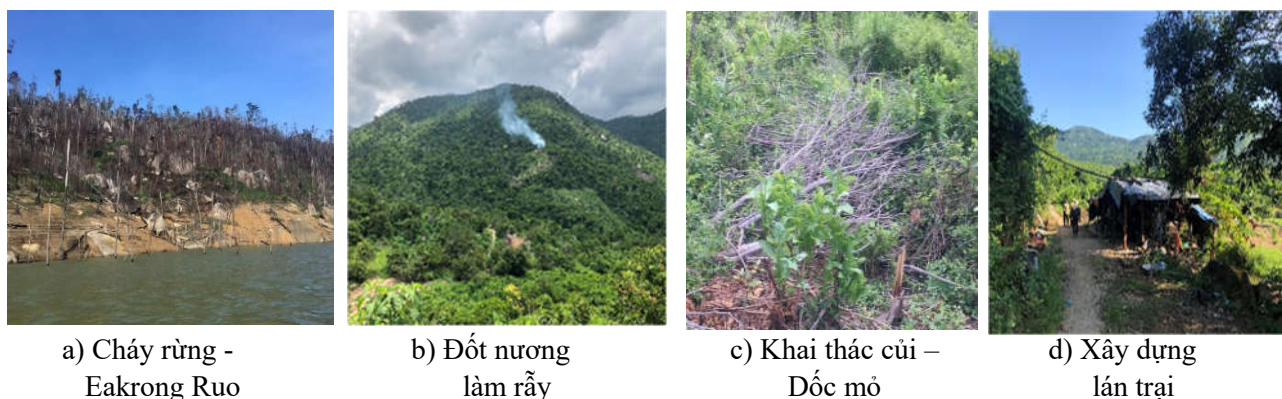 a) Cháy rừng -
Eakrong Ruo
b) Đốt nương
làm rẫy
c) Khai thác củi –
Dốc mỏ
d) Xây dựng
lán trại